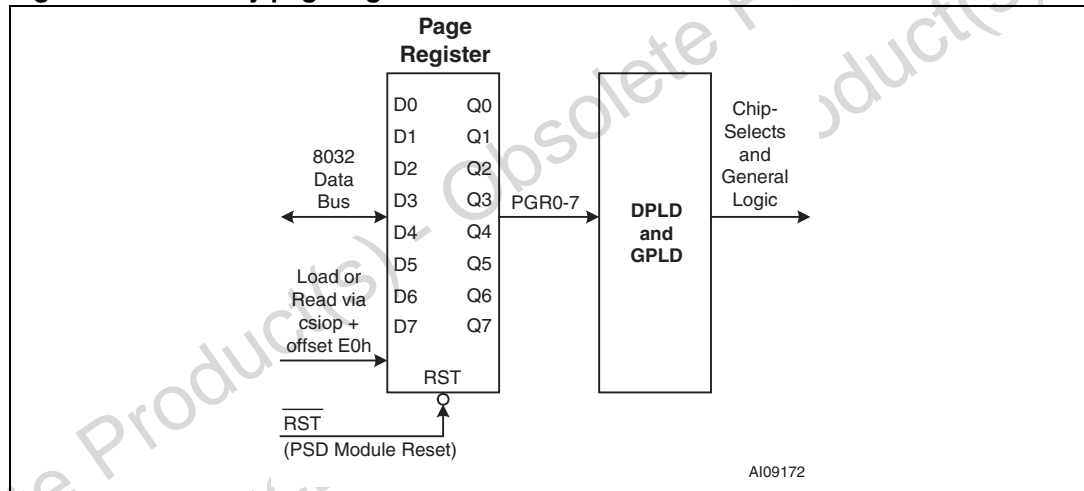 Page
Register
D0 Q0
D1 Q1
D2 Q2
D3 Q3
D4 Q4
D5 Q5
D6 Q6
D7 Q7
RST
8032
Data
Bus
Load or
Read via
csiop +
offset E0h
RST
(PSD Module Reset)
PGR0-7
DPLD
and
GPLD
Chip-
Selects
and
General
Logic
AI09172
Product(s) - Obsolete